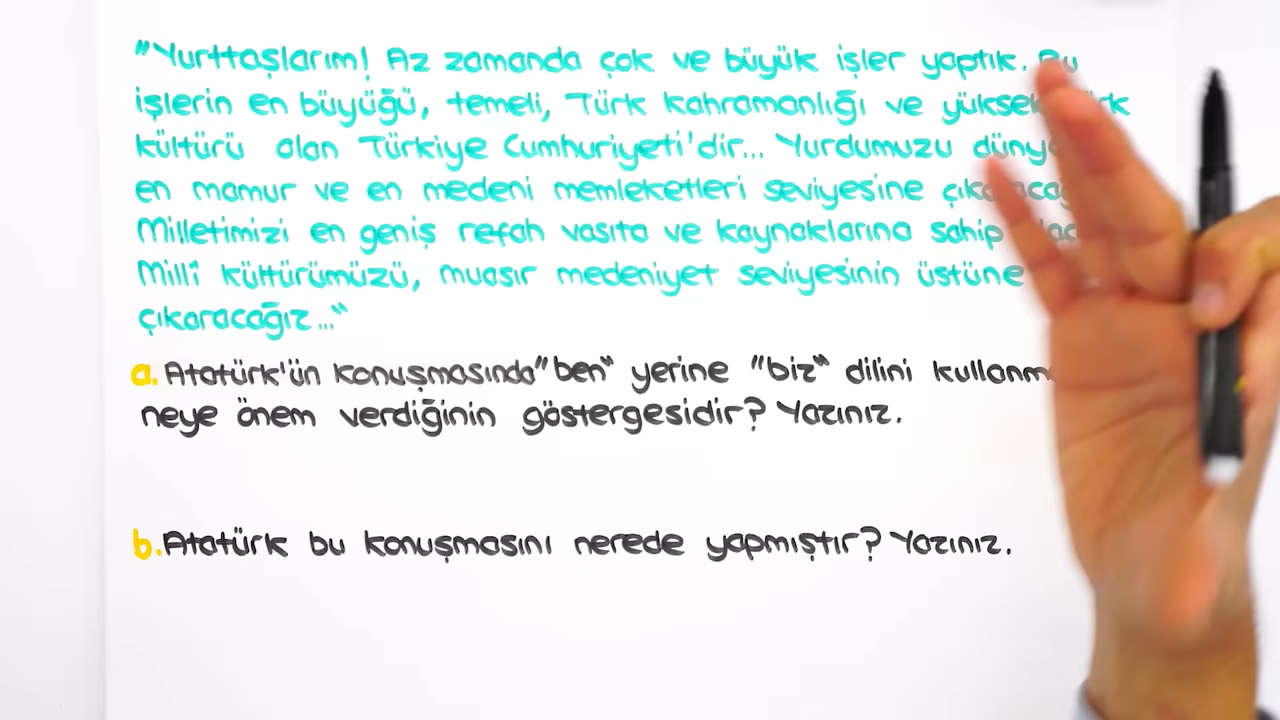 "Yurttaşlarım! Az zamanda çok ve büyük işler yaptık. Bu
işlerin en büyüğü, temeli, Türk kahramanlığı ve yüksek
kültürü olan Türkiye Cumhuriyeti'dir... Yurdumuzu
en mamur ve en medeni memleketleri seviyesine
Milletimizi en geniş refah vasıta ve kaynaklarına sahip
Millî kültürümüzü, muasır medeniyet seviyesinin üstüne
çıkaracağız..."
a. Atatürk'ün konuşmasında "ben" yerine "biz" dilini
neye önem verdiğinin göstergesidir? Yazınız.
b. Atatürk bu konuşmasını nerede yapmıştır? Yazınız.